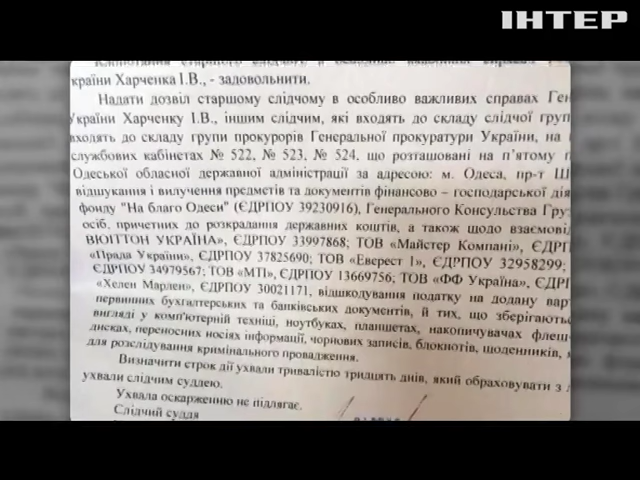 ІНТЕР
країни Харченка І.В., - задовольнити.
Надати дозвіл старшому слідчому в особливо важливих справах Ген
України Харченку І.В., іншим слідчим, які входять до складу слідчої груп
входять до складу групи прокурорів Генеральної прокуратури України, на
службових кабінетах № 522, № 523, № 524, що розташовані на п’ятому п
Одеської обласної державної адміністрації за адресою: м. Одеса, пр-т Ш
відшукання і вилучення предметів та документів фінансово – господарської дія
фонду "На благо Одеси" (ЄДРПОУ 39230916), Генерального Консульства Гру
осіб, причетних до розкрадання державних коштів, а також щодо взаємові
ВЮІТТОН УКРАЇНА», ЄДРПОУ 33997868; ТОВ «Майстер Компані», ЄДР
«Прада Україна», ЄДРПОУ 37825690; ТОВ «Еверест І», ЄДРПОУ 32958299;
ЄДРПОУ 34979567; ТОВ «МТІ», ЄДРПОУ 13669756; ТОВ «ФФ Україна», ЄДРП
«Хелен Марлен», ЄДРПОУ 30021171, відшкодування податку на додану варт
первинних бухгалтерських та банківських документів, й тих, що зберігаютьс
вигляді у комп'ютерній техніці, ноутбуках, планшетах, накопичувачах флеш-
дисках, переносних носіях інформації, чорнових записів, блокнотів, щоденників,
для розслідування кримінального провадження.
Визначити строк дії ухвали тривалістю тридцять днів, який обраховувати з
ухвали слідчим суддею.
Ухвала оскарженню не підлягає.
Слідчий суддя